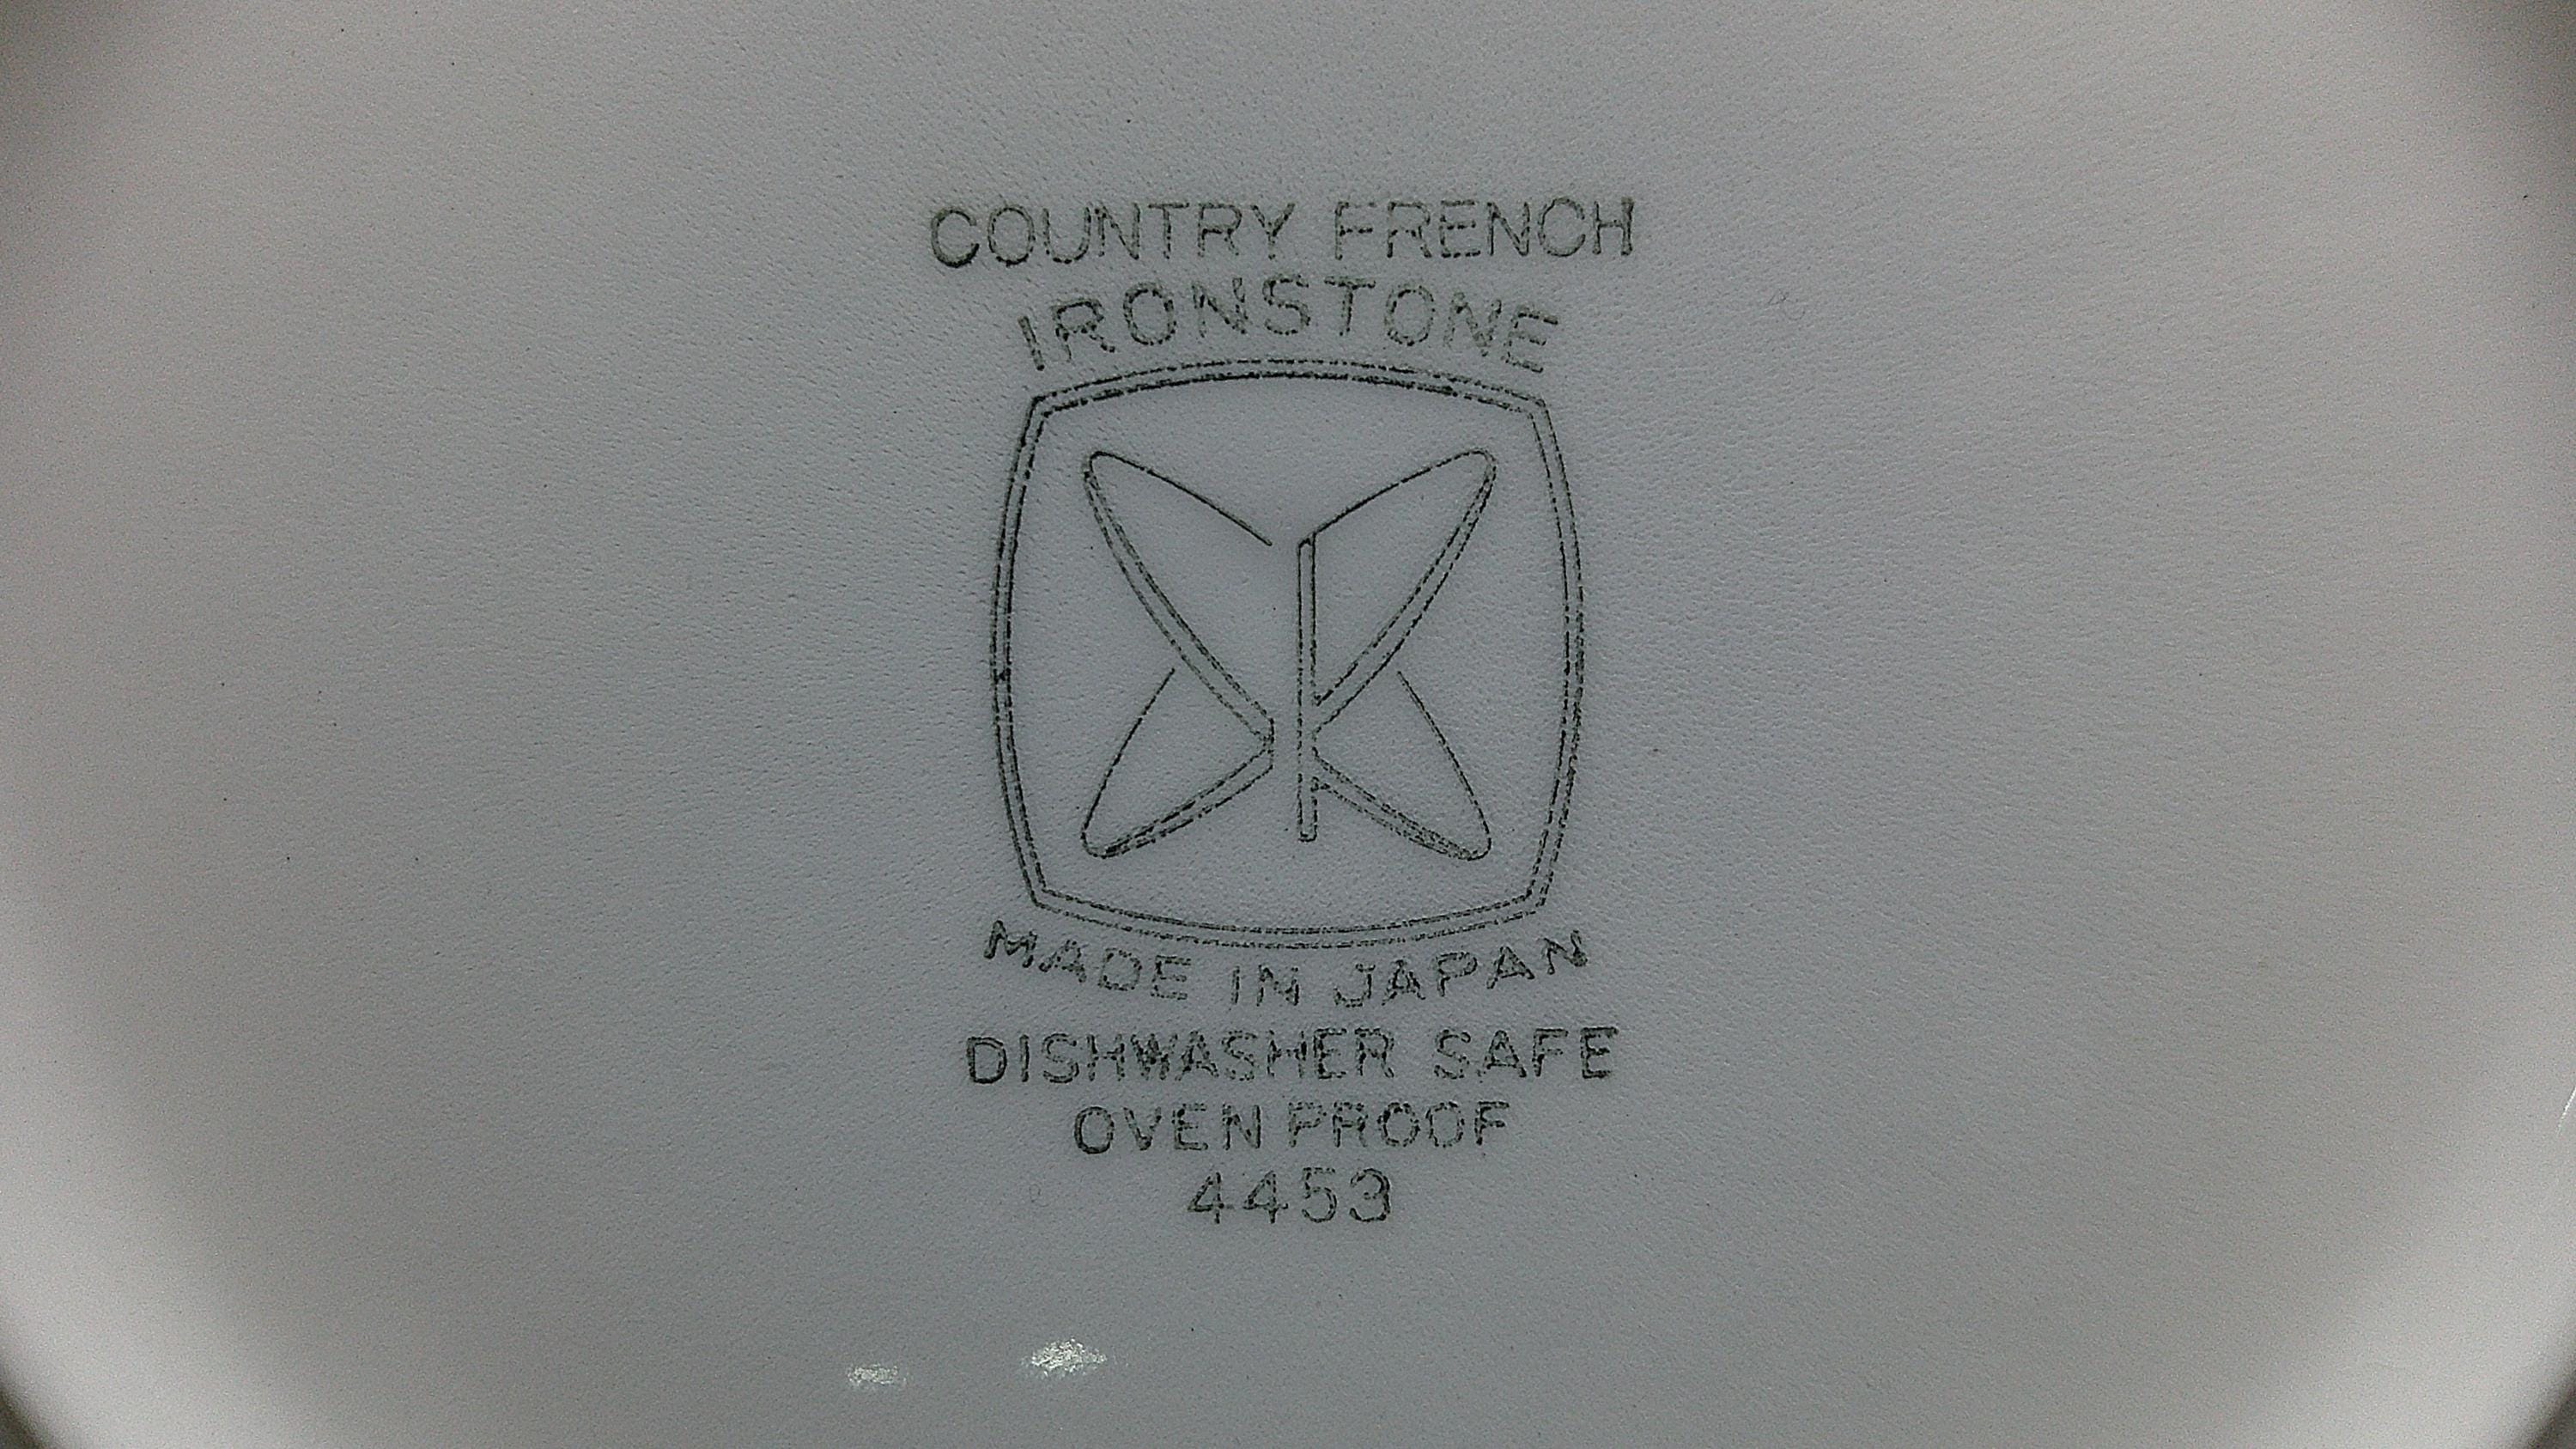 COUNTRY FRENCH
IRONSTONE
MADE IN JAPAN
DISHWASHER SAFE
OVEN PROOF
4453